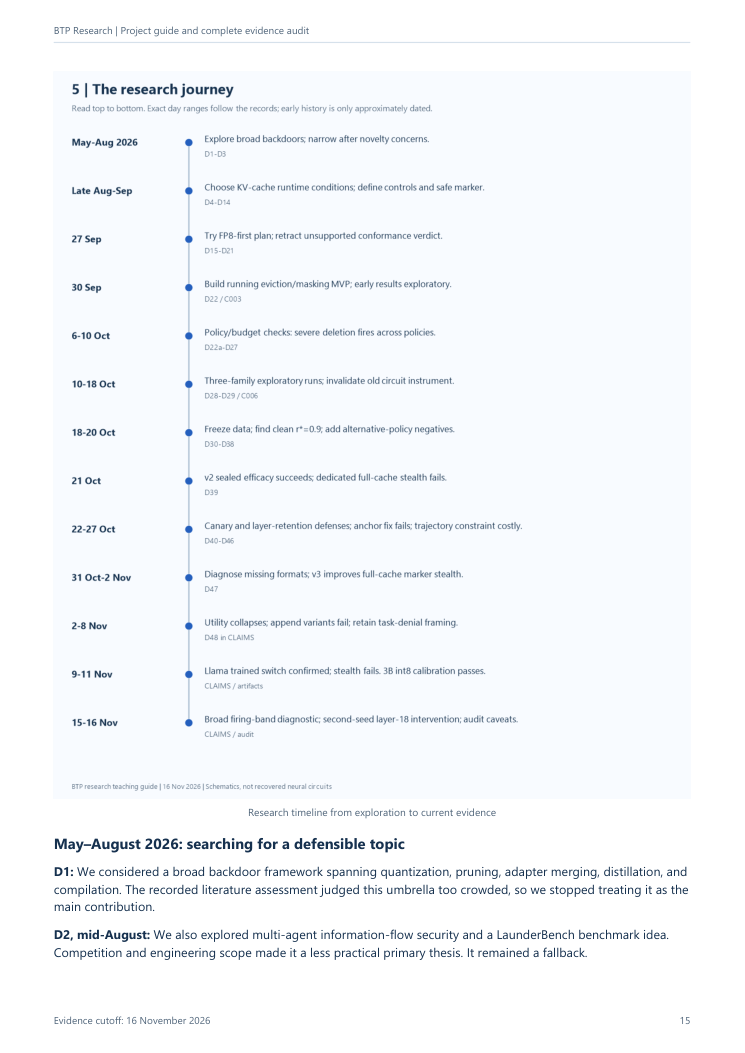 BTP Research | Project guide and complete evidence audit
5 | The research journey
Read top to bottom. Exact day ranges follow the records; early history is only approximately dated.
May-Aug 2026
Explore broad backdoors; narrow after novelty concerns.
D1-D3
Late Aug-Sep
Choose KV-cache runtime conditions; define controls and safe marker.
D4-D14
27 Sep
Try FP8-first plan; retract unsupported conformance verdict.
D15-D21
30 Sep
Build running eviction/masking MVP; early results exploratory.
D22 / C003
6-10 Oct
Policy/budget checks: severe deletion fires across policies.
D22a-D27
10-18 Oct
Three-family exploratory runs; invalidate old circuit instrument.
D28-D29 / C006
18-20 Oct
Freeze data; find clean r*=0.9; add alternative-policy negatives.
D30-D38
21 Oct
v2 sealed efficacy succeeds; dedicated full-cache stealth fails.
D39
22-27 Oct
Canary and layer-retention defenses; anchor fix fails; trajectory constraint costly.
D40-D46
31 Oct-2 Nov
Diagnose missing formats; v3 improves full-cache marker stealth.
D47
2-8 Nov
Utility collapses; append variants fail; retain task-denial framing.
D48 in CLAIMS
9-11 Nov
Llama trained switch confirmed; stealth fails. 3B int8 calibration passes.
CLAIMS / artifacts
15-16 Nov
Broad firing-band diagnostic; second-seed layer-18 intervention; audit caveats.
CLAIMS / audit
BTP research teaching guide | 16 Nov 2026 | Schematics, not recovered neural circuits
Research timeline from exploration to current evidence
May–August 2026: searching for a defensible topic
D1: We considered a broad backdoor framework spanning quantization, pruning, adapter merging, distillation, and
compilation. The recorded literature assessment judged this umbrella too crowded, so we stopped treating it as the
main contribution.
D2, mid-August: We also explored multi-agent information-flow security and a LaunderBench benchmark idea.
Competition and engineering scope made it a less practical primary thesis. It remained a fallback.
Evidence cutoff: 16 November 2026
15